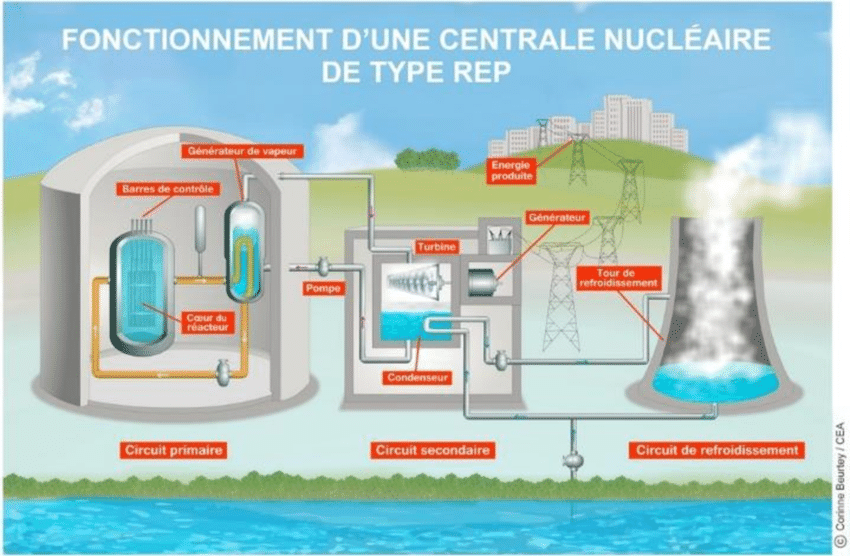 FONCTIONNEMENT D'UNE CENTRALE NUCLÉAIRE
DE TYPE REP
Générateur de vapeur
Barres de contrôle
Energie
produite
Générateur
Turbine
Tour de
refroidissement
Pompe
Cœur du
réacteur
Condenseur
Circuit primaire
Circuit secondaire
Circuit de refroidissement
© Corinne Beurtey / CEA